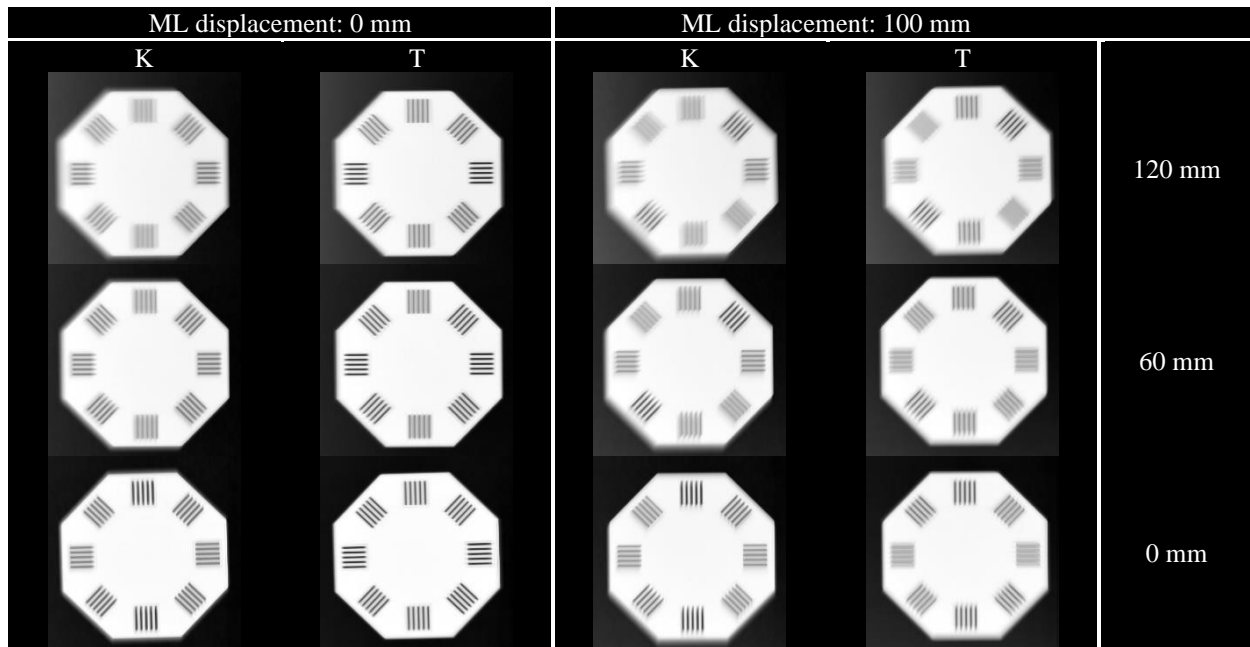 ML displacement: 0 mm
ML displacement: 100 mm
K
T
K
T
120 mm
60 mm
0 mm